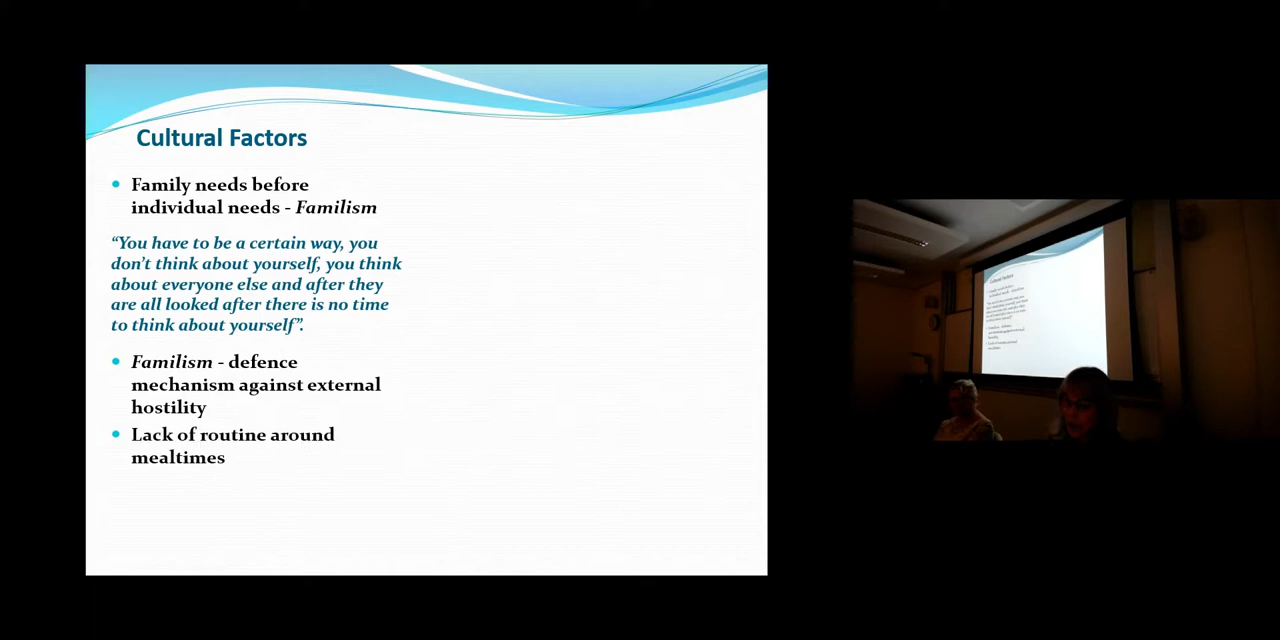 Cultural Factors
Family needs before
individual needs - Familism
“You have to be a certain way, you
don’t think about yourself, you think
about everyone else and after they
are all looked after there is no time
to think about yourself”.
Familism - defence
mechanism against external
hostility
Lack of routine around
mealtimes
Cultural Factors